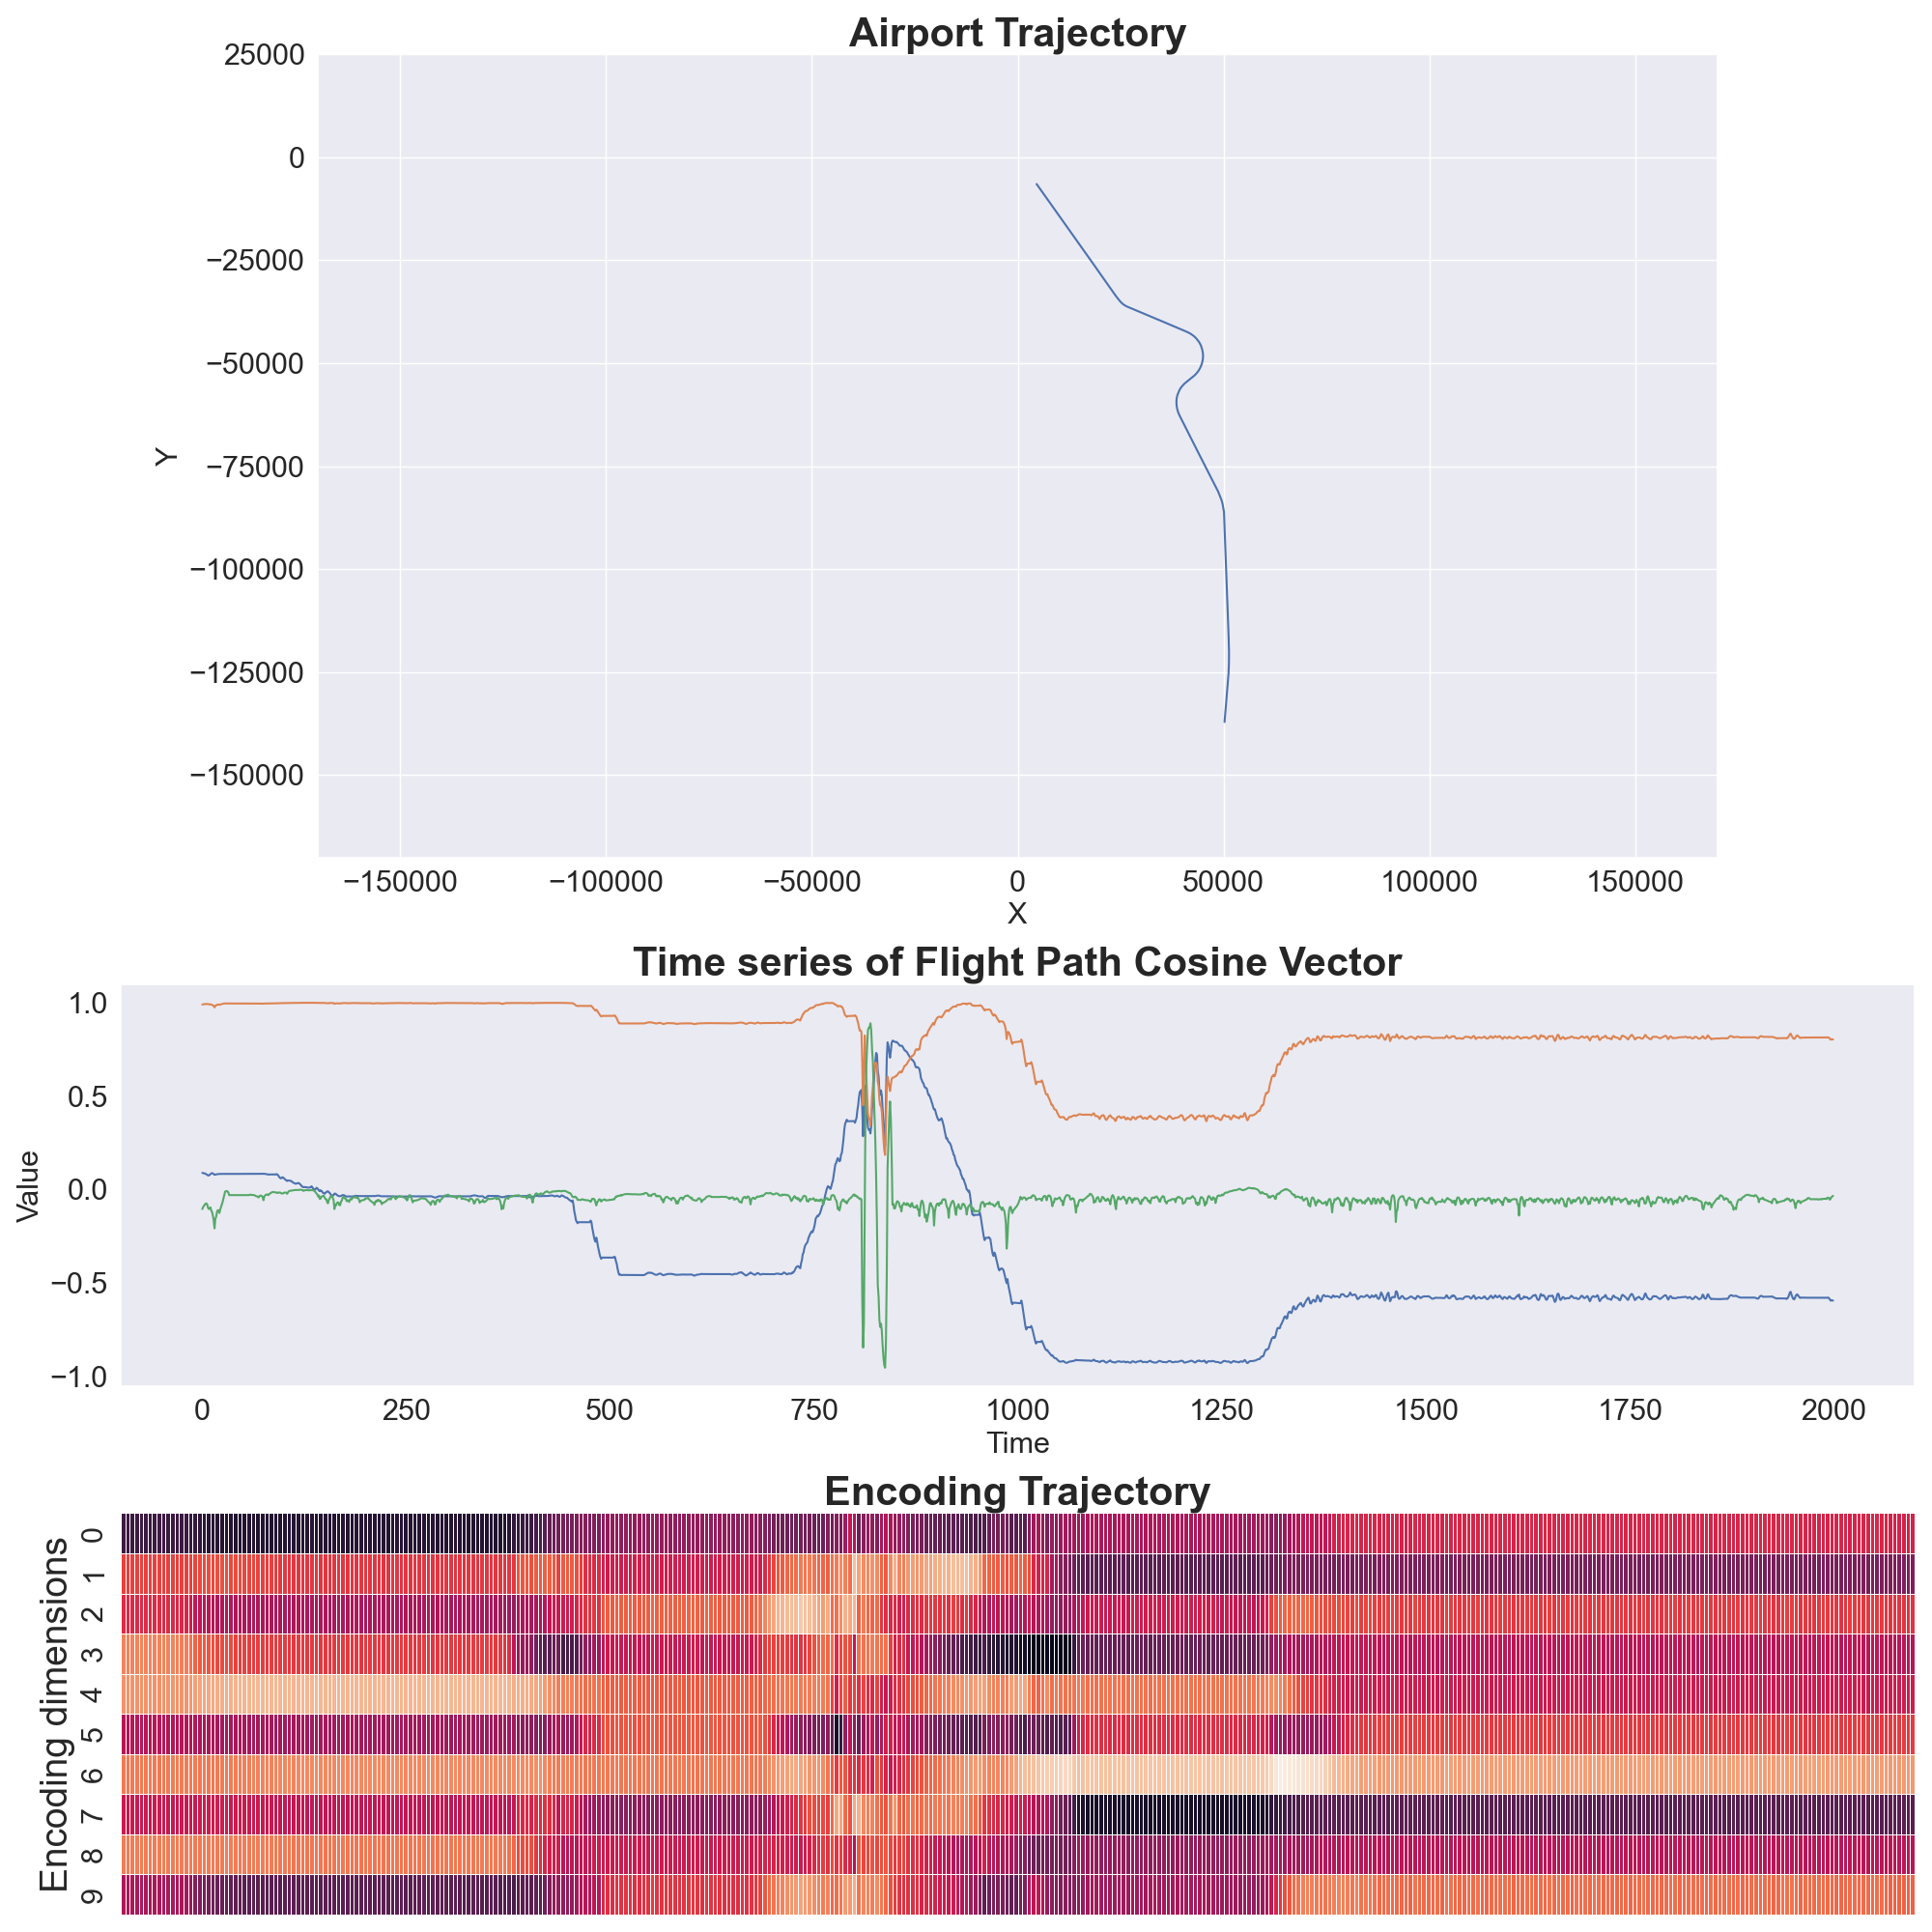 Airport Trajectory
25000
0
−25000
−50000
−75000
−100000
−125000
−150000
Y
−150000 −100000 −50000 0 50000 100000 150000
X
Time series of Flight Path Cosine Vector
1.0
0.5
0.0
−0.5
−1.0
Value
0 250 500 750 1000 1250 1500 1750 2000
Time
Encoding Trajectory
Encoding dimensions
0
1
2
3
4
5
6
7
8
9